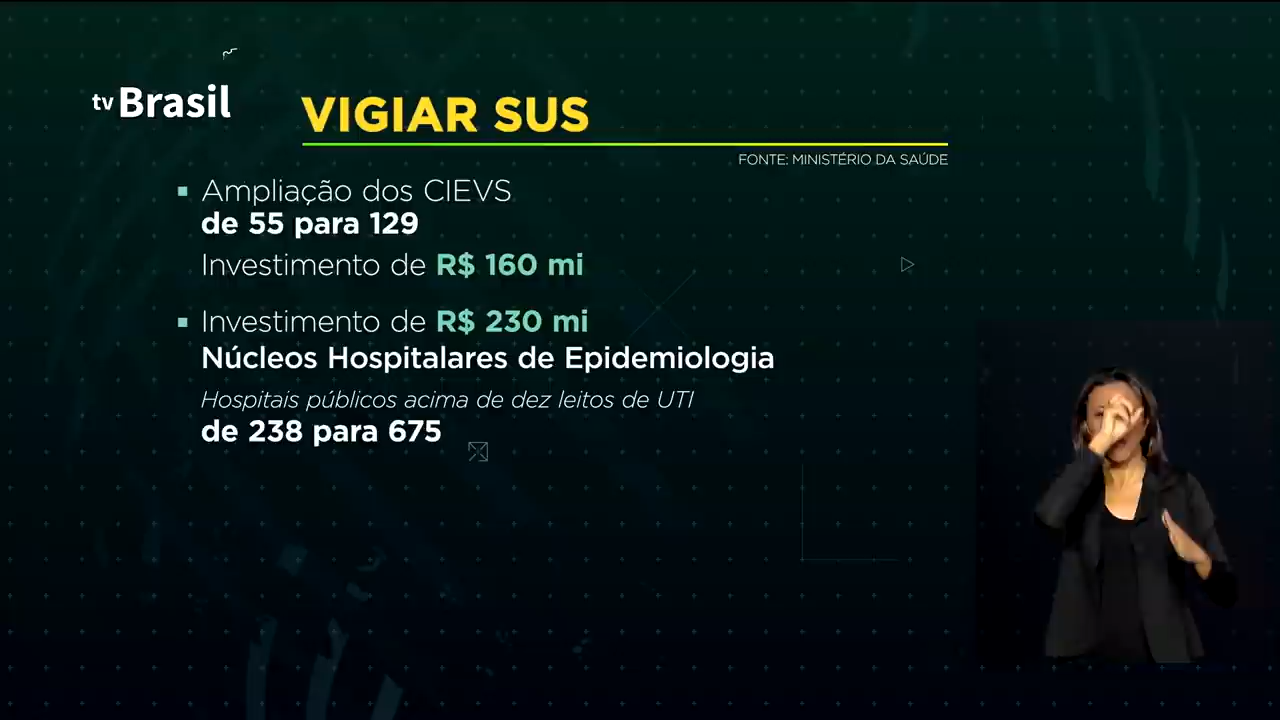 tv Brasil
VIGIAR SUS
FONTE: MINISTÉRIO DA SAÚDE
Ampliação dos CIEVS
de 55 para 129
Investimento de R$ 160 mi
Investimento de R$ 230 mi
Núcleos Hospitalares de Epidemiologia
Hospitais públicos acima de dez leitos de UTI
de 238 para 675